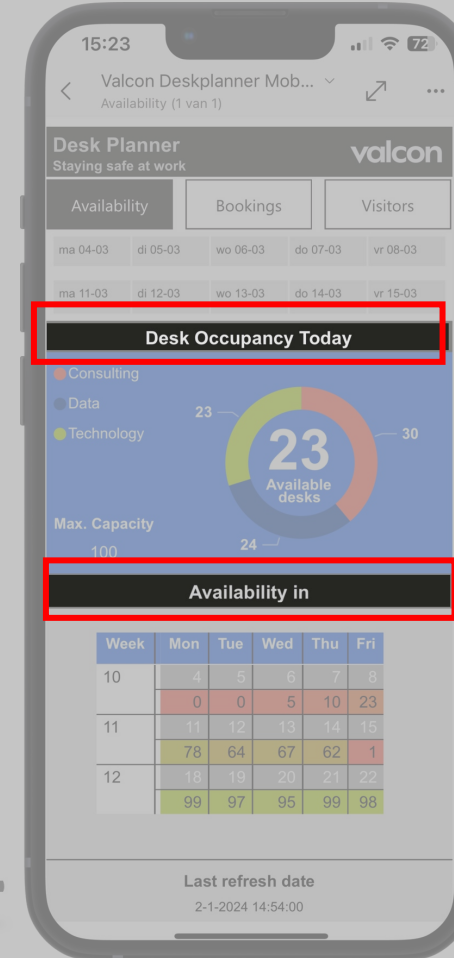 15:23
72
Valcon Deskplanner Mob...
Availability (1 van 1)
Desk Planner
Staying safe at work
valcon
Availability Bookings Visitors
ma 04-03 di 05-03 wo 06-03 do 07-03 vr 08-03
ma 11-03 di 12-03 wo 13-03 do 14-03 vr 15-03
Desk Occupancy Today
Consulting
Data
Technology
23
30
24
23
Available
desks
Max. Capacity
100
Availability in
Week Mon Tue Wed Thu Fri
10 4 5 6 7 8
0 0 5 10 23
11 11 12 13 14 15
78 64 67 62 1
12 18 19 20 21 22
99 97 95 99 98
Last refresh date
2-1-2024 14:54:00